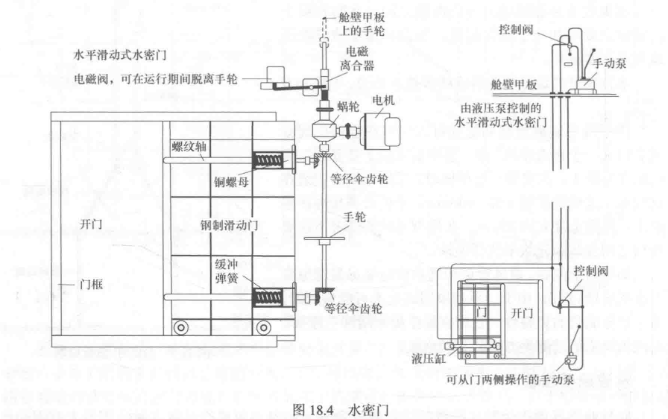 舱壁甲板
上的手轮
水平滑动式水密门
电磁阀，可在运行期间脱离手轮
电磁
离合器
蜗轮
电机
螺纹轴
铜螺母
等径伞齿轮
手轮
开门
钢制滑动门
门框
缓冲
弹簧
等径伞齿轮
控制阀
手动泵
舱壁甲板
由液压泵控制的
水平滑动式水密门
控制阀
门
开门
液压缸
可从门两侧操作的手动泵
图 18.4 水密门